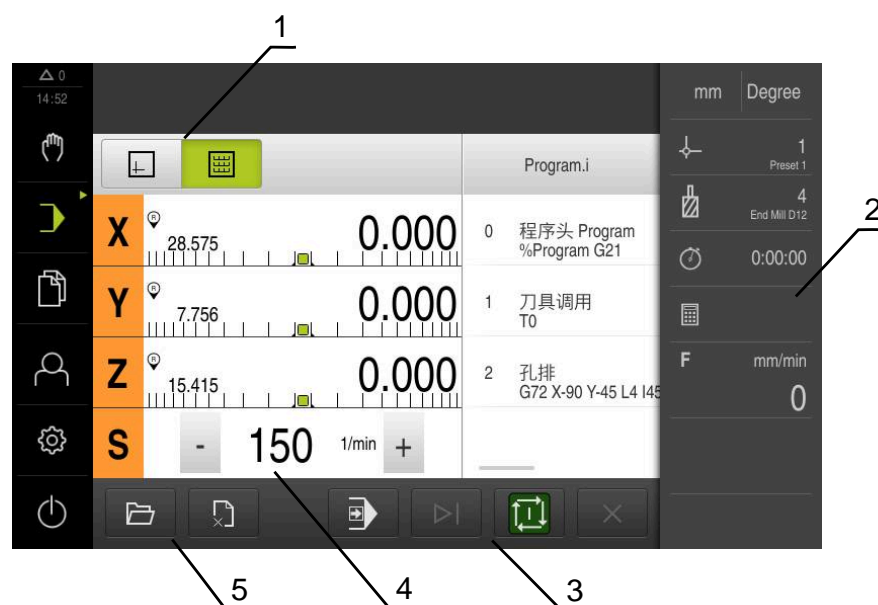 1
△ 0
14:52
mm Degree
Program.i
1
Preset 1
4
End Mill D12
2
0:00:00
X R 28.575 0.000
Y R 7.756 0.000
Z R 15.415 0.000
S - 150 1/min +
0 程序头 Program
%Program G21
1 刀具调用
T0
2 孔排
G72 X-90 Y-45 L4 I45
F mm/min
0
5
4
3